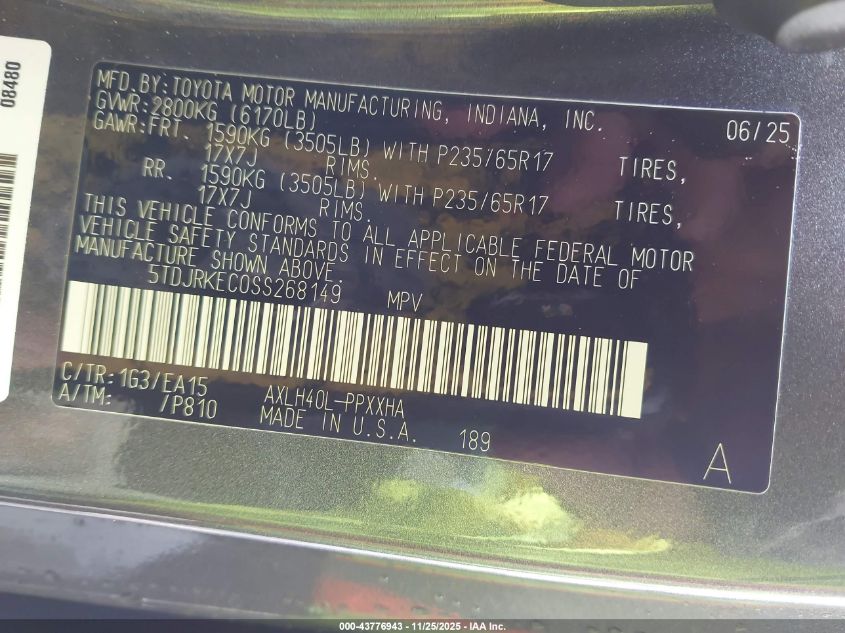 08480
MFD.BY:TOYOTA MOTOR MANUFACTURING, INDIANA, INC. 06/25
GVWR:2800KG (6170LB)
GAWR:FRT. 1590KG (3505LB) WITH P235/65R17 TIRES,
17X7J RIMS.
RR. 1590KG (3505LB) WITH P235/65R17 TIRES,
17X7J RIMS.
THIS VEHICLE CONFORMS TO ALL APPLICABLE FEDERAL MOTOR
VEHICLE SAFETY STANDARDS IN EFFECT ON THE DATE OF
MANUFACTURE SHOWN ABOVE.
5TDJRKEC0SS268149 MPV
C/TR:1G3/EA15 AXLH40L-PPXXHA
A/TM: /P810 MADE IN U.S.A. 189
A
000-43776943 - 11/25/2025 - IAA Inc.